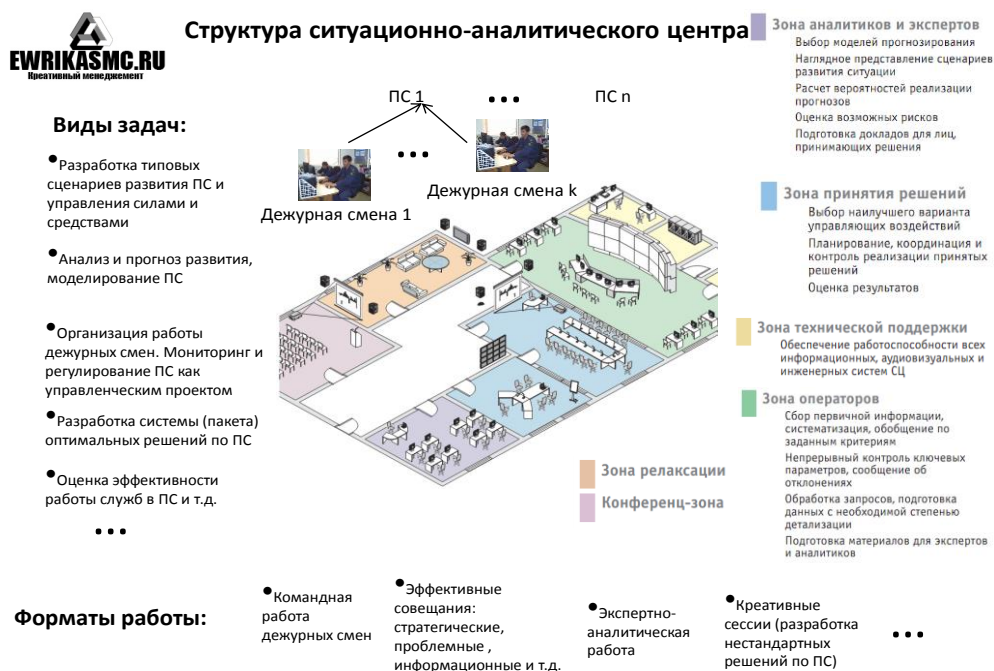 Структура ситуационно-аналитического центра
EWRIKASMC.RU
Креативный менеджемент
Виды задач:
•Разработка типовых
сценариев развития ПС и
управления силами и
средствами
•Анализ и прогноз развития,
моделирование ПС
•Организация работы
дежурных смен. Мониторинг и
регулирование ПС как
управленческим проектом
•Разработка системы (пакета)
оптимальных решений по ПС
•Оценка эффективности
работы служб в ПС и т.д.
...
ПС 1 ... ПС n
...
Дежурная смена 1
Дежурная смена k
Зона релаксации
Конференц-зона
Зона аналитиков и экспертов
Выбор моделей прогнозирования
Наглядное представление сценариев
развития ситуации
Расчет вероятностей реализации
прогнозов
Оценка возможных рисков
Подготовка докладов для лиц,
принимающих решения
Зона принятия решений
Выбор наилучшего варианта
управляющих воздействий
Планирование, координация и
контроль реализации принятых
решений
Оценка результатов
Зона технической поддержки
Обеспечение работоспособности всех
информационных, аудиовизуальных и
инженерных систем СЦ
Зона операторов
Сбор первичной информации,
систематизация, обобщение по
заданным критериям
Непрерывный контроль ключевых
параметров, сообщение об
отклонениях
Обработка запросов, подготовка
данных с необходимой степенью
детализации
Подготовка материалов для экспертов
и аналитиков
Форматы работы:
•Командная
работа
дежурных смен
•Эффективные
совещания:
стратегические,
проблемные ,
информационные и т.д.
•Экспертно-
аналитическая
работа
•Креативные
сессии (разработка
нестандартных
решений по ПС)
...